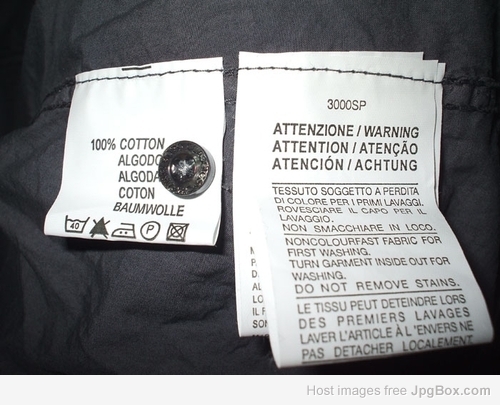 100% COTTON
ALGODO
ALGODA
COTON
BAUMWOLLE
40
P
3000SP
ATTENZIONE / WARNING
ATTENTION / ATENÇÃO
ATENCIÓN / ACHTUNG
TESSUTO SOGGETTO A PERDITA
DI COLORE PER I PRIMI LAVAGGI.
ROVESCIARE IL CAPO PER IL
LAVAGGIO.
NON SMACCHIARE IN LOCO.
NONCOLOURFAST FABRIC FOR
FIRST WASHING.
TURN GARMENT INSIDE OUT FOR
WASHING.
DO NOT REMOVE STAINS.
LE TISSU PEUT DETEINDRE LORS
DES PREMIERS LAVAGES
LAVER L'ARTICLE À L'ENVERS NE
PAS DETACHER LOCALEMENT.
Host images free JpgBox.com